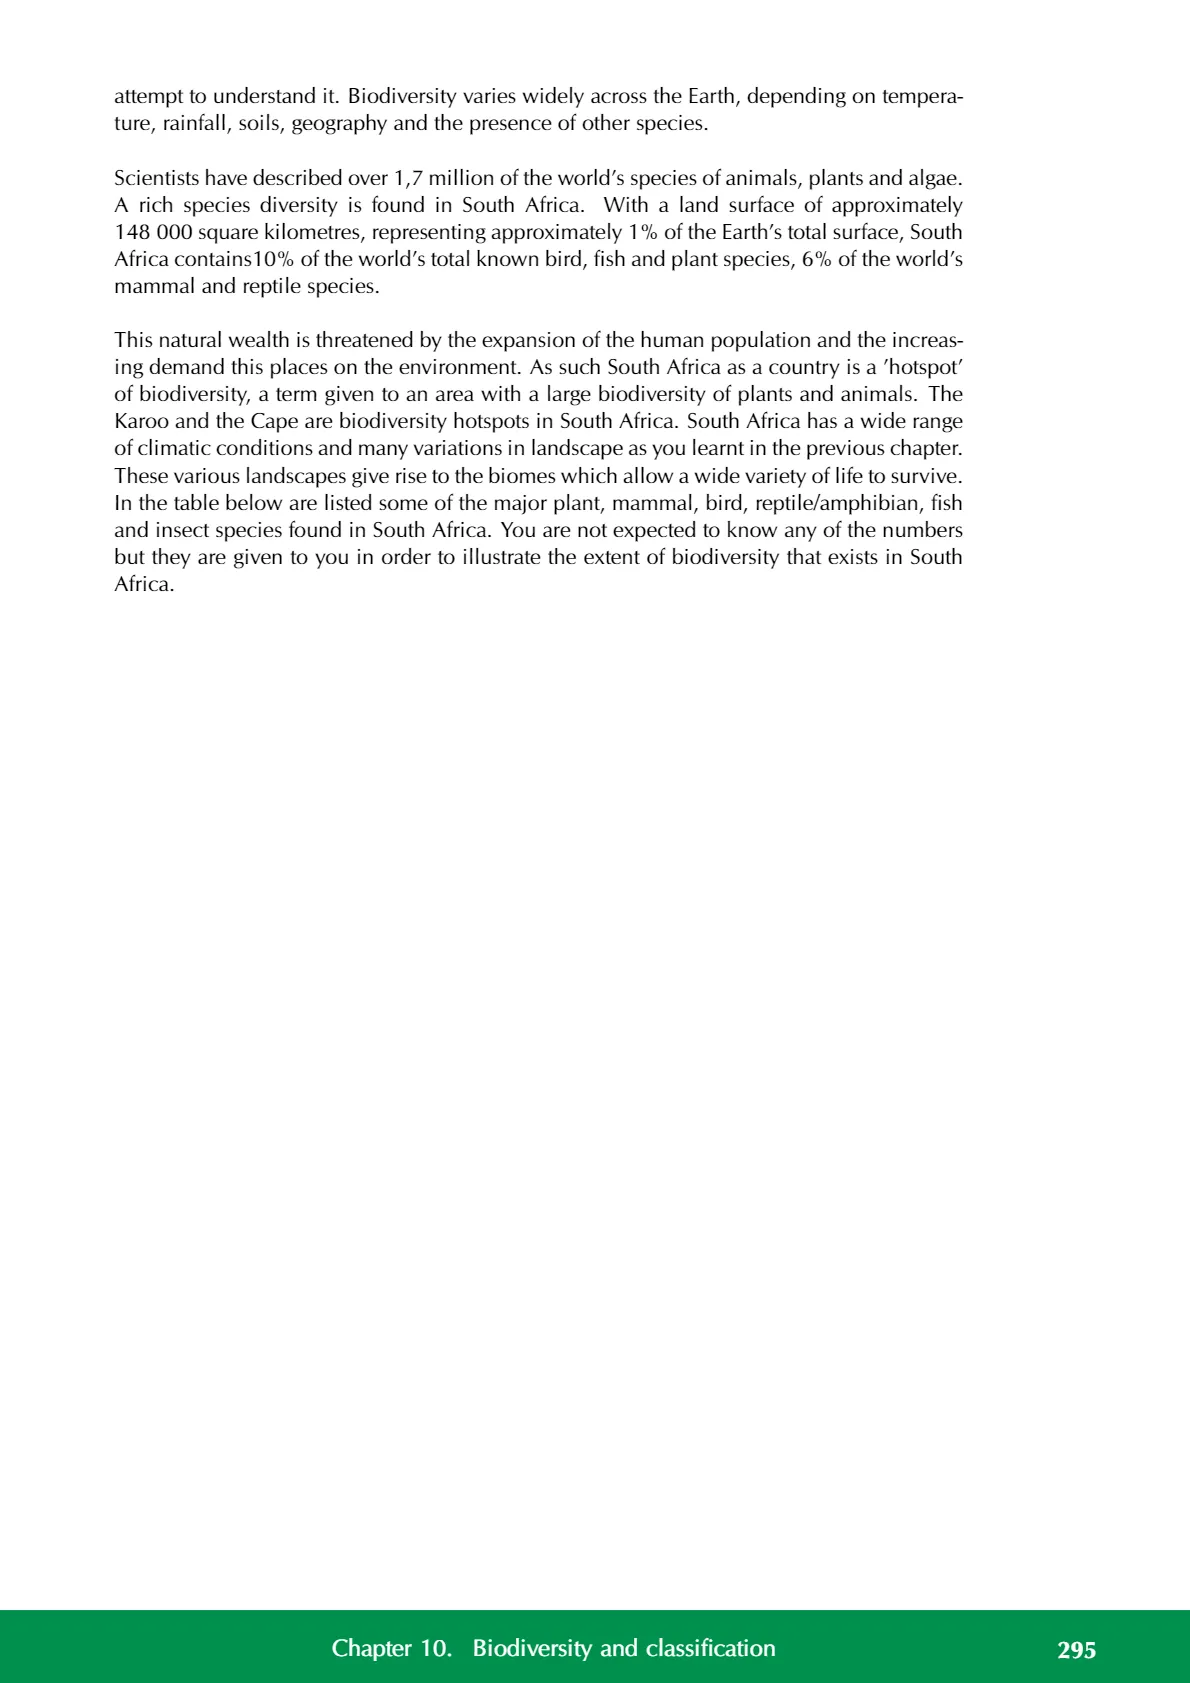 attempt to understand it. Biodiversity varies widely across the Earth, depending on tempera-
ture, rainfall, soils, geography and the presence of other species.
Scientists have described over 1,7 million of the world’s species of animals, plants and algae.
A rich species diversity is found in South Africa. With a land surface of approximately
148 000 square kilometres, representing approximately 1% of the Earth’s total surface, South
Africa contains10% of the world’s total known bird, fish and plant species, 6% of the world’s
mammal and reptile species.
This natural wealth is threatened by the expansion of the human population and the increas-
ing demand this places on the environment. As such South Africa as a country is a ’hotspot’
of biodiversity, a term given to an area with a large biodiversity of plants and animals. The
Karoo and the Cape are biodiversity hotspots in South Africa. South Africa has a wide range
of climatic conditions and many variations in landscape as you learnt in the previous chapter.
These various landscapes give rise to the biomes which allow a wide variety of life to survive.
In the table below are listed some of the major plant, mammal, bird, reptile/amphibian, fish
and insect species found in South Africa. You are not expected to know any of the numbers
but they are given to you in order to illustrate the extent of biodiversity that exists in South
Africa.
Chapter 10. Biodiversity and classification 295